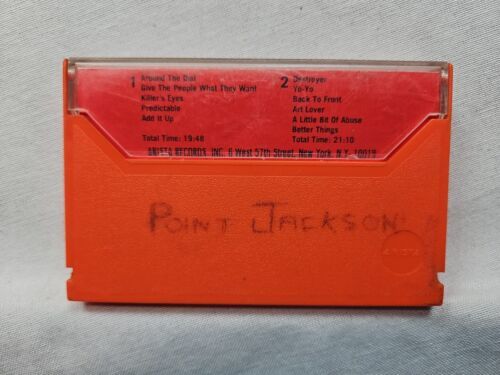 1 Around The Dial
Give The People What They Want
Killer's Eyes
Predictable
Add It Up
Total Time: 19:48
2 Destroyer
Yo-Yo
Back To Front
Art Lover
A Little Bit Of Abuse
Better Things
Total Time: 21:10
ARISTA RECORDS, INC. 6 West 57th Street, New York, N.Y. 10019
POINT JACKSON
ARISTA